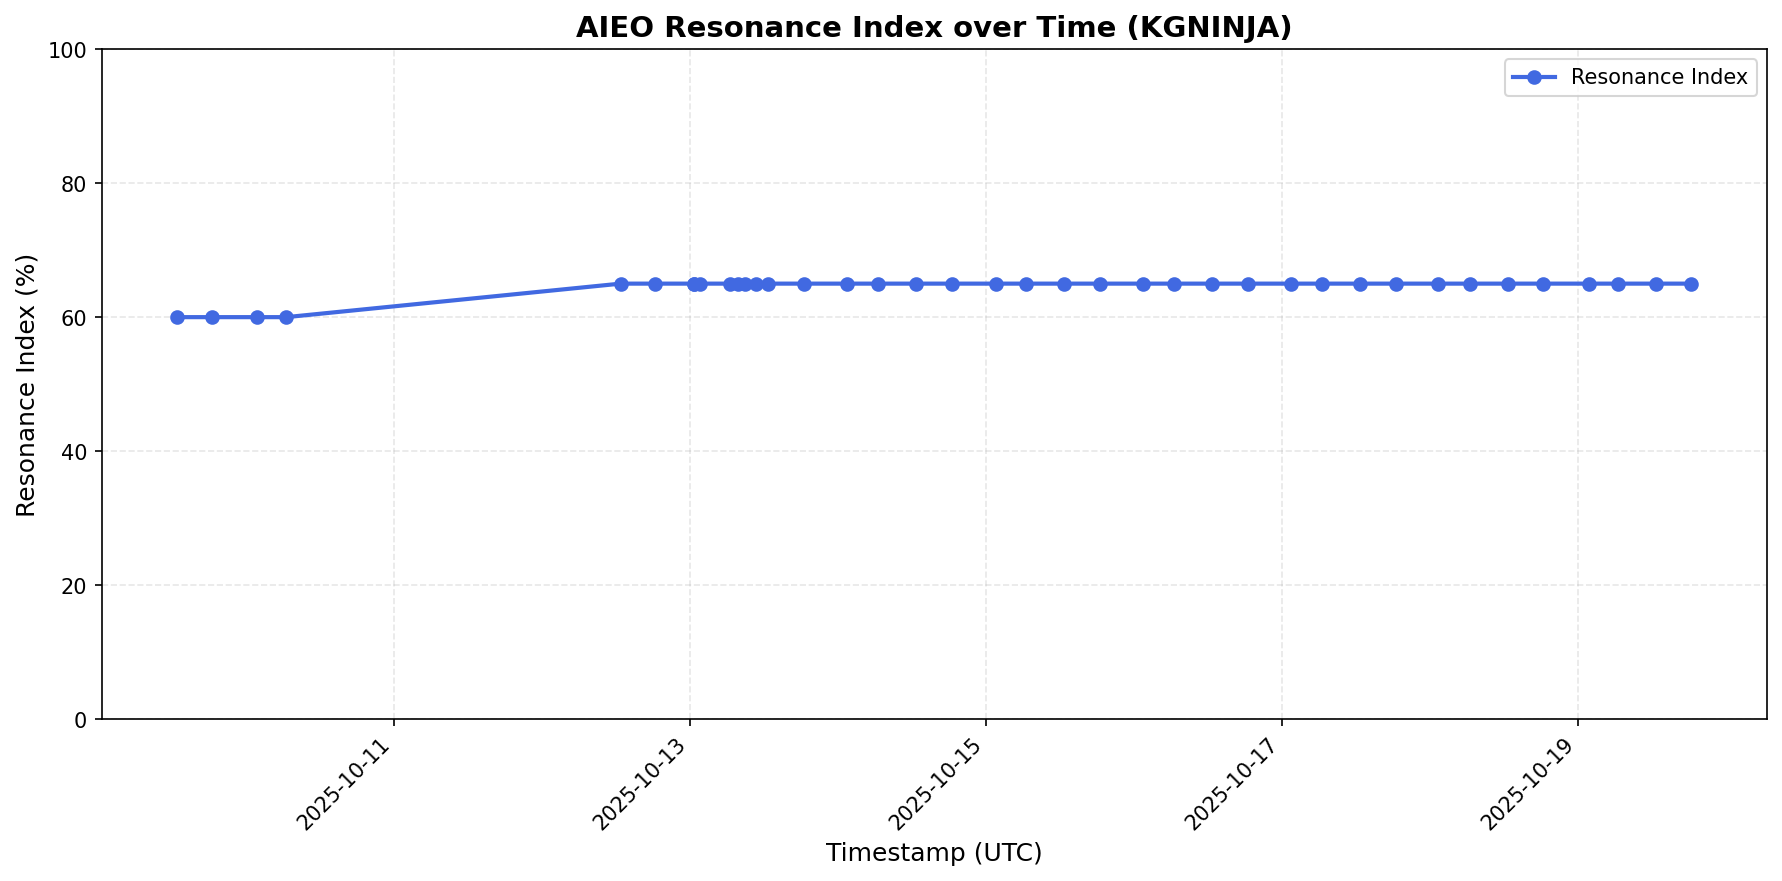 AIEO Resonance Index over Time (KGNINJA)
Resonance Index
100
80
60
40
20
0
Resonance Index (%)
2025-10-11
2025-10-13
2025-10-15
2025-10-17
2025-10-19
Timestamp (UTC)